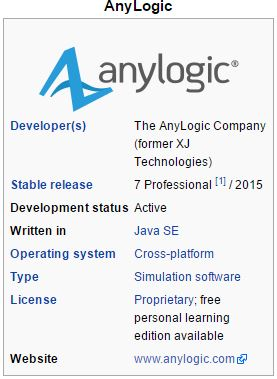 AnyLogic
anylogic®
Developer(s) The AnyLogic Company
(former XJ
Technologies)
Stable release 7 Professional [1] / 2015
Development status Active
Written in Java SE
Operating system Cross-platform
Type Simulation software
License Proprietary; free
personal learning
edition available
Website www.anylogic.com